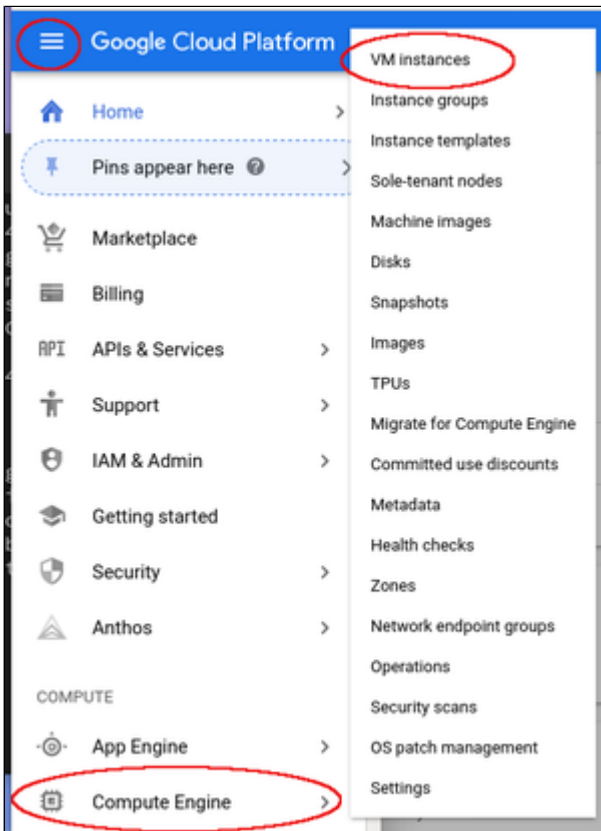 Google Cloud Platform
Home
Pins appear here
Marketplace
Billing
API APIs & Services
Support
IAM & Admin
Getting started
Security
Anthos
COMPUTE
App Engine
Compute Engine
VM instances
Instance groups
Instance templates
Sole-tenant nodes
Machine images
Disks
Snapshots
Images
TPUs
Migrate for Compute Engine
Committed use discounts
Metadata
Health checks
Zones
Network endpoint groups
Operations
Security scans
OS patch management
Settings